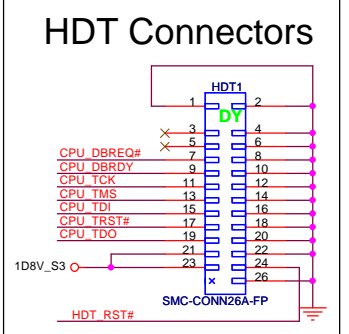 HDT Connectors
HDT1
1 2
DY
3 4
5 6
CPU_DBREQ# 7 8
CPU_DBRDY 9 10
CPU_TCK 11 12
CPU_TMS 13 14
CPU_TDI 15 16
CPU_TRST# 17 18
CPU_TDO 19 20
21 22
1D8V_S3 23 24
26
SMC-CONN26A-FP
HDT_RST#